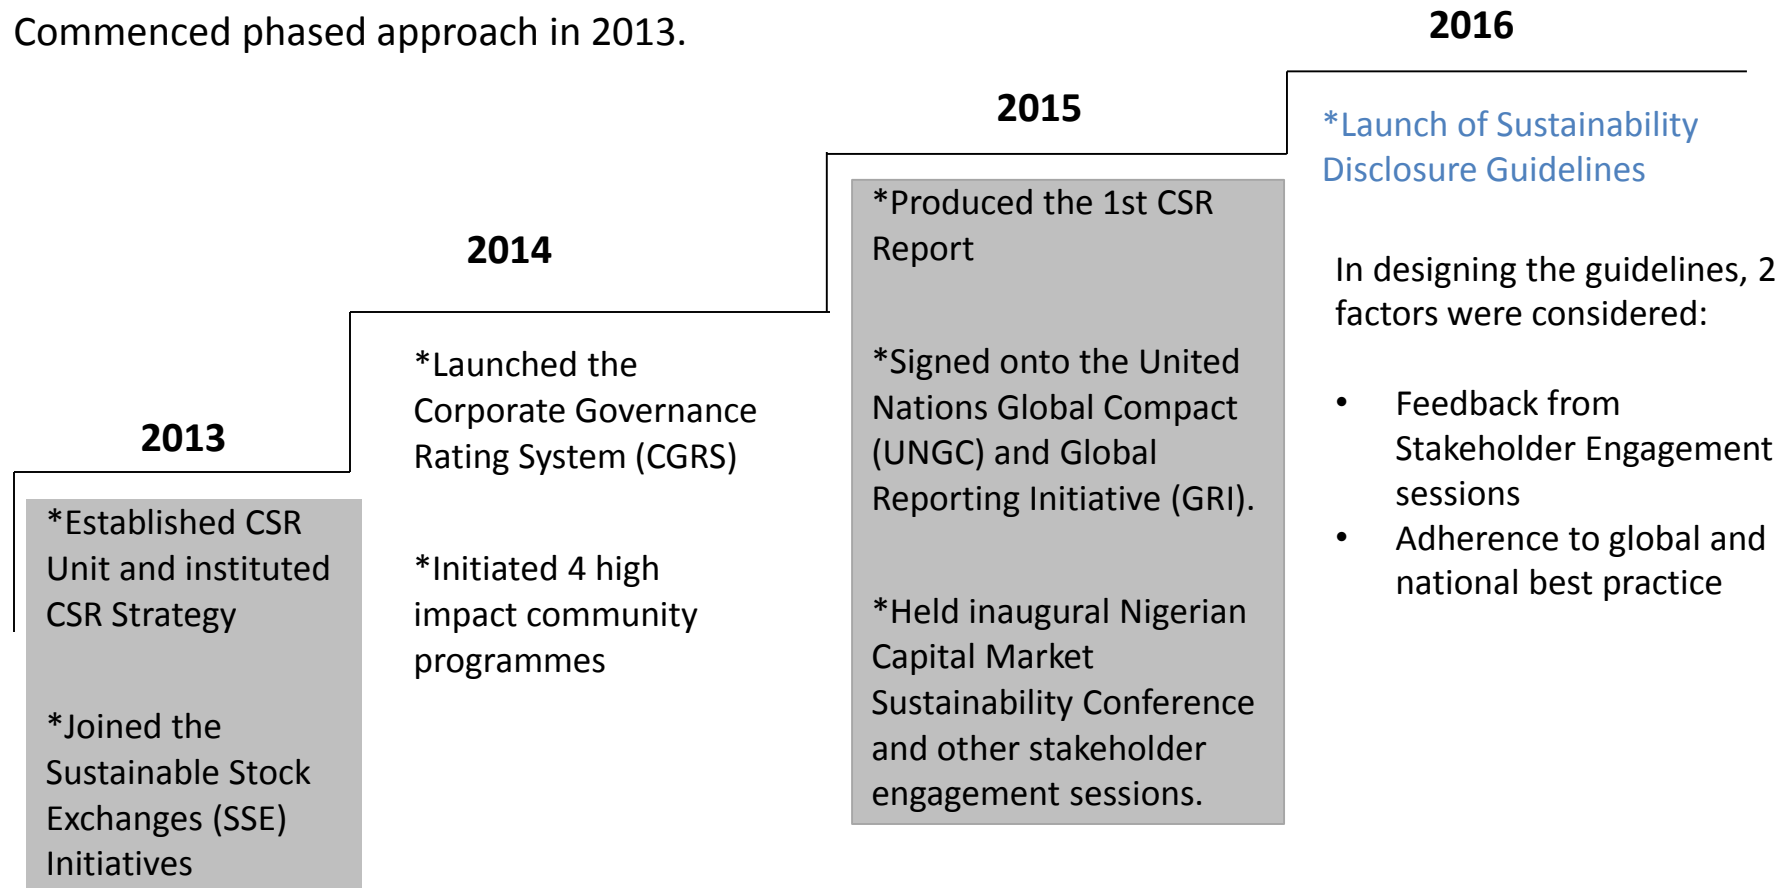 Commenced phased approach in 2013.
2013
*Established CSR
Unit and instituted
CSR Strategy
*Joined the
Sustainable Stock
Exchanges (SSE)
Initiatives
2014
*Launched the
Corporate Governance
Rating System (CGRS)
*Initiated 4 high
impact community
programmes
2015
*Produced the 1st CSR
Report
*Signed onto the United
Nations Global Compact
(UNGC) and Global
Reporting Initiative (GRI).
*Held inaugural Nigerian
Capital Market
Sustainability Conference
and other stakeholder
engagement sessions.
2016
*Launch of Sustainability
Disclosure Guidelines
In designing the guidelines, 2
factors were considered:
• Feedback from
Stakeholder Engagement
sessions
• Adherence to global and
national best practice